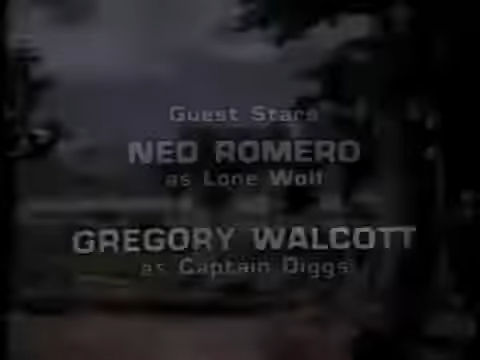 Guest Stars
NED ROMERO
as Lone Wolf
GREGORY WALCOTT
as Captain Diggs